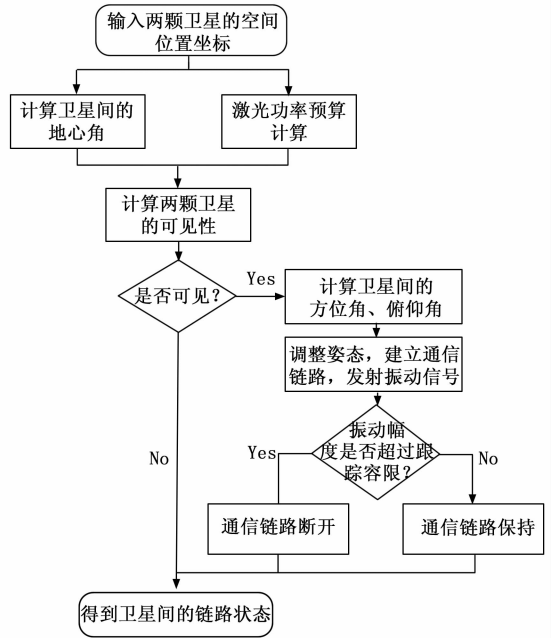 输入两颗卫星的空间
位置坐标
计算卫星间的
地心角
激光功率预算
计算
计算两颗卫星
的可见性
是否可见?
Yes
计算卫星间的
方位角、俯仰角
调整姿态，建立通信
链路，发射振动信号
振动幅
度是否超过跟
踪容限?
Yes
No
No
通信链路断开
通信链路保持
得到卫星间的链路状态